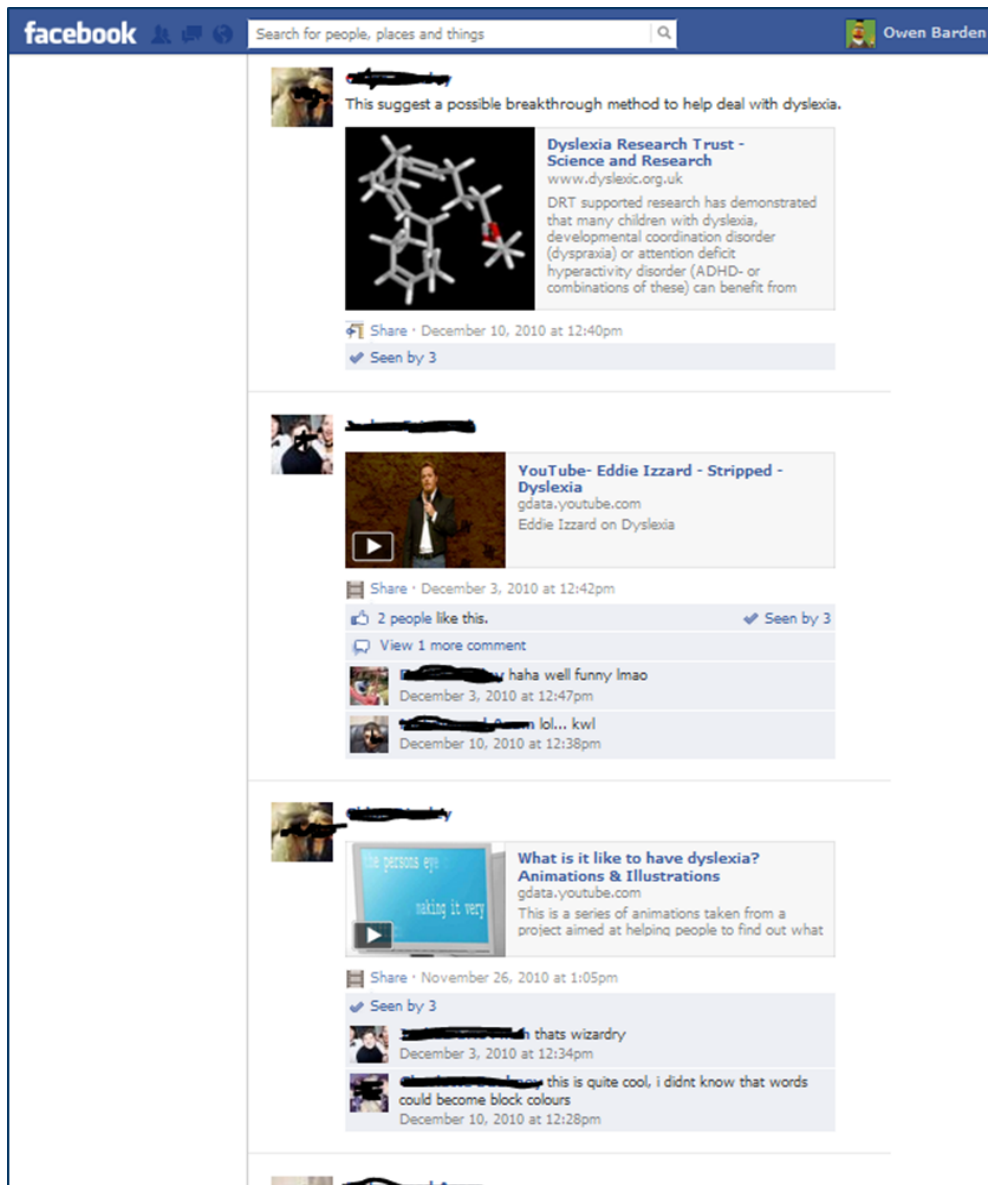 facebook
Search for people, places and things
Owen Barden
This suggest a possible breakthrough method to help deal with dyslexia.
Dyslexia Research Trust -
Science and Research
www.dyslexic.org.uk
DRT supported research has demonstrated
that many children with dyslexia,
developmental coordination disorder
(dyspraxia) or attention deficit
hyperactivity disorder (ADHD- or
combinations of these) can benefit from
Share · December 10, 2010 at 12:40pm
Seen by 3
YouTube- Eddie Izzard - Stripped -
Dyslexia
gdata.youtube.com
Eddie Izzard on Dyslexia
Share · December 3, 2010 at 12:42pm
2 people like this. Seen by 3
View 1 more comment
haha well funny lmao
December 3, 2010 at 12:47pm
lol... kwl
December 10, 2010 at 12:38pm
the persons eye
making it very
What is it like to have dyslexia?
Animations & Illustrations
gdata.youtube.com
This is a series of animations taken from a
project aimed at helping people to find out what
Share · November 26, 2010 at 1:05pm
Seen by 3
thats wizardry
December 3, 2010 at 12:34pm
this is quite cool, i didnt know that words
could become block colours
December 10, 2010 at 12:28pm